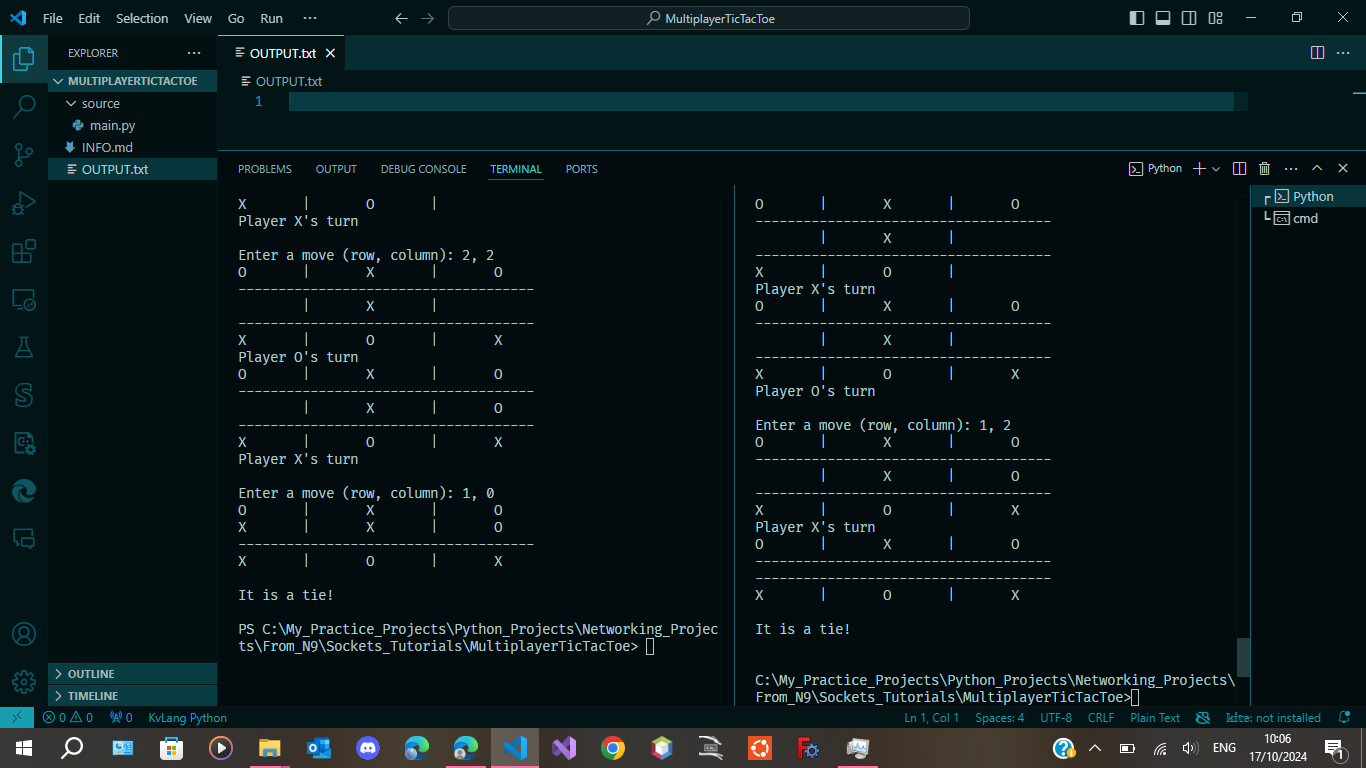 File Edit Selection View Go Run ··· MultiplayerTicTacToe
EXPLORER ···
MULTIPLAYERTICTACTOE
source
main.py
INFO.md
OUTPUT.txt
OUTLINE
TIMELINE
OUTPUT.txt
OUTPUT.txt
1
PROBLEMS OUTPUT DEBUG CONSOLE TERMINAL PORTS Python
X | O |
Player X's turn
Enter a move (row, column): 2, 2
O | X | O
-------------------------------------
| X |
-------------------------------------
X | O | X
Player O's turn
O | X | O
-------------------------------------
| X | O
-------------------------------------
X | O | X
Player X's turn
Enter a move (row, column): 1, 0
O | X | O
X | X | O
-------------------------------------
X | O | X
It is a tie!
PS C:\My_Practice_Projects\Python_Projects\Networking_Projec
ts\From_N9\Sockets_Tutorials\MultiplayerTicTacToe>
O | X | O
-------------------------------------
| X |
-------------------------------------
X | O |
Player X's turn
O | X | O
-------------------------------------
| X |
-------------------------------------
X | O | X
Player O's turn
Enter a move (row, column): 1, 2
O | X | O
-------------------------------------
| X | O
-------------------------------------
X | O | X
Player X's turn
O | X | O
-------------------------------------
-------------------------------------
X | O | X
It is a tie!
C:\My_Practice_Projects\Python_Projects\Networking_Projects\
From_N9\Sockets_Tutorials\MultiplayerTicTacToe>
Python
cmd
0 0 0 KvLang Python Ln 1, Col 1 Spaces: 4 UTF-8 CRLF Plain Text kite: not installed
ENG 10:06
17/10/2024
1